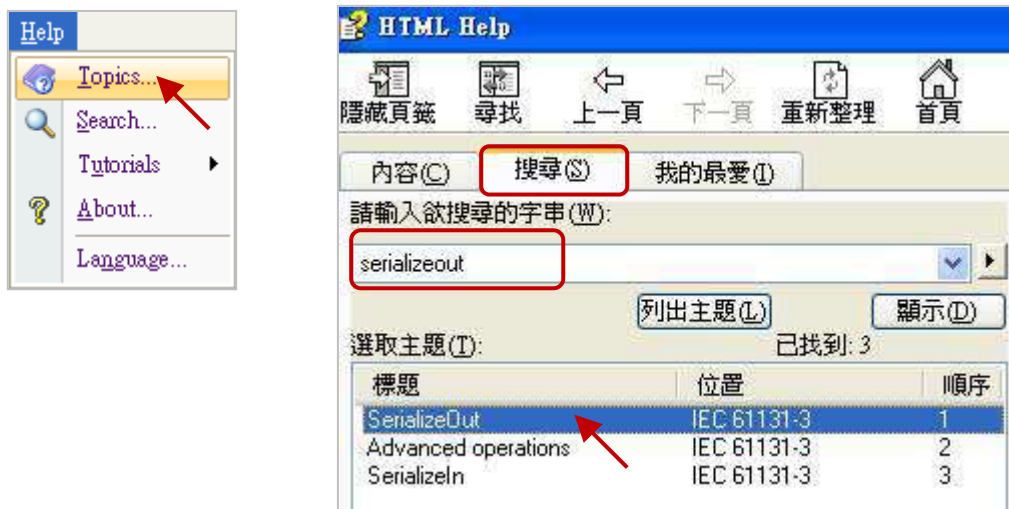 Help
Topics...
Search...
Tutorials
About...
Language...
HTML Help
隱藏頁籤 尋找 上一頁 下一頁 重新整理 首頁
內容(C) 搜尋(S) 我的最愛(I)
請輸入欲搜尋的字串(W):
serializeout
列出主題(L) 顯示(D)
選取主題(T): 已找到: 3
標題 位置 順序
SerializeOut IEC 61131-3 1
Advanced operations IEC 61131-3 2
SerializeIn IEC 61131-3 3